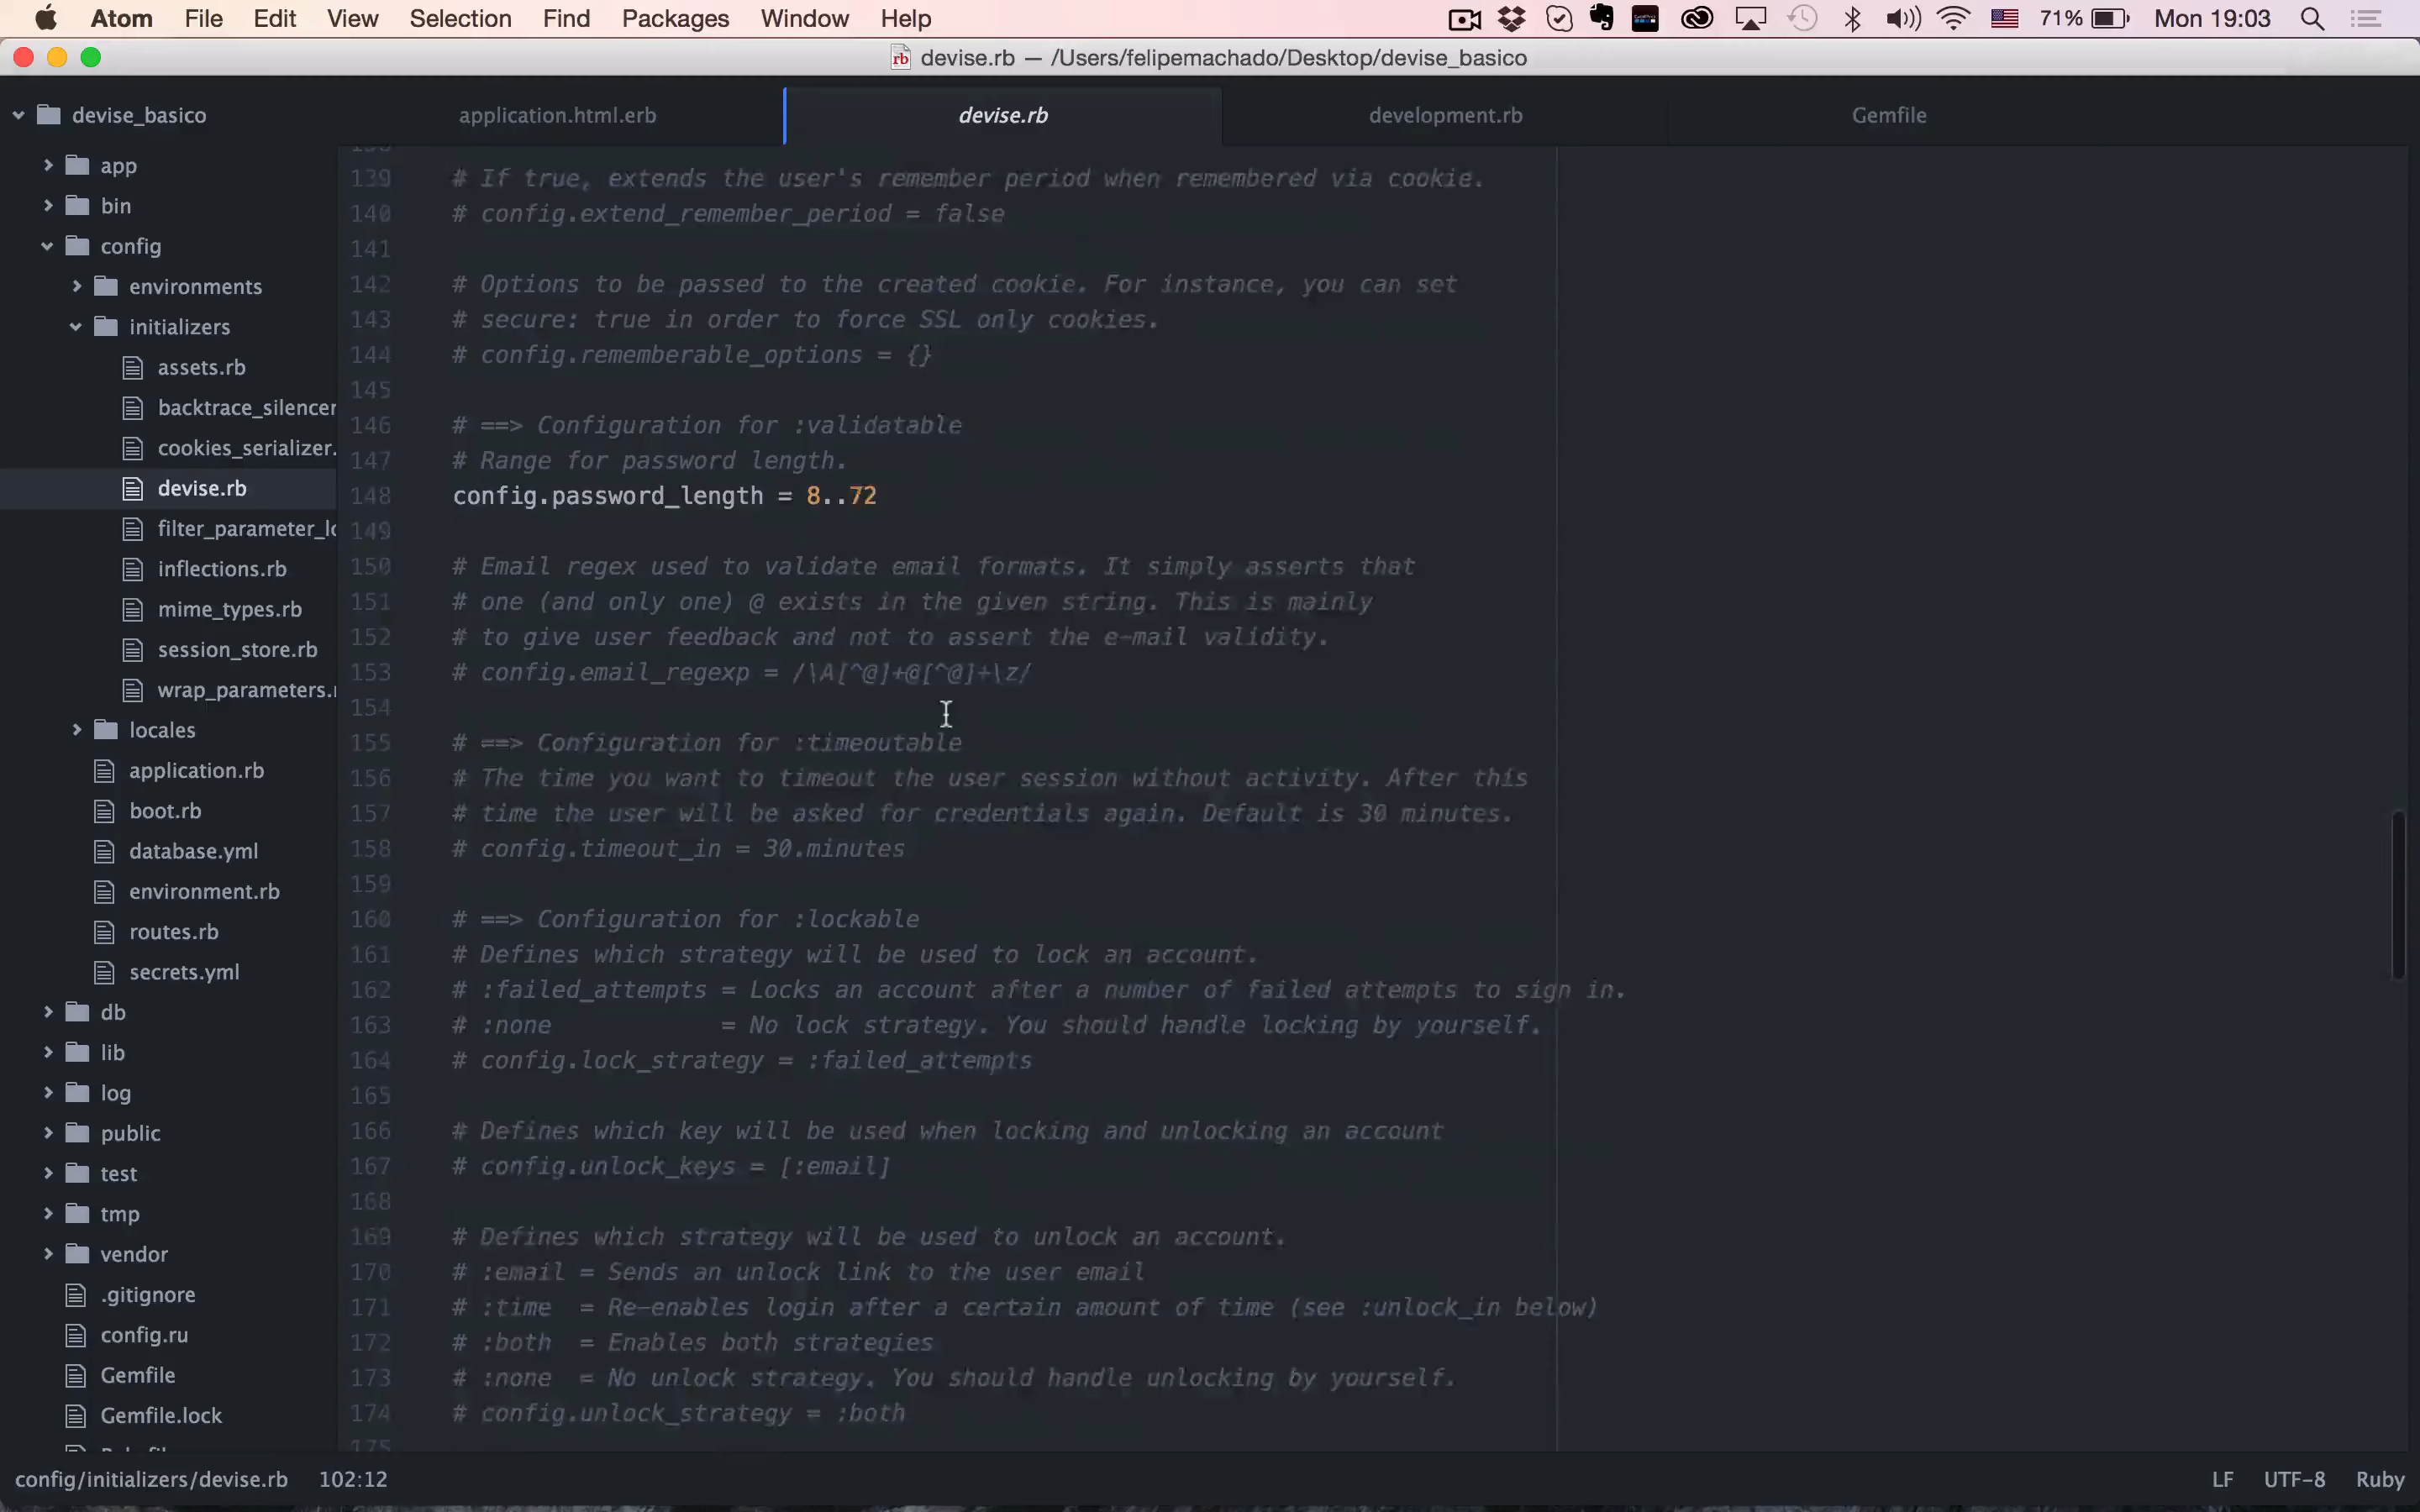 Atom File Edit View Selection Find Packages Window Help 71% Mon 19:03
devise.rb — /Users/felipemachado/Desktop/devise_basico
devise_basico
app
bin
config
environments
initializers
assets.rb
backtrace_silencer
cookies_serializer.
devise.rb
filter_parameter_lo
inflections.rb
mime_types.rb
session_store.rb
wrap_parameters.r
locales
application.rb
boot.rb
database.yml
environment.rb
routes.rb
secrets.yml
db
lib
log
public
test
tmp
vendor
.gitignore
config.ru
Gemfile
Gemfile.lock
application.html.erb devise.rb development.rb Gemfile
139 # If true, extends the user's remember period when remembered via cookie.
140 # config.extend_remember_period = false
141
142 # Options to be passed to the created cookie. For instance, you can set
143 # secure: true in order to force SSL only cookies.
144 # config.rememberable_options = {}
145
146 # ==> Configuration for :validatable
147 # Range for password length.
148 config.password_length = 8..72
149
150 # Email regex used to validate email formats. It simply asserts that
151 # one (and only one) @ exists in the given string. This is mainly
152 # to give user feedback and not to assert the e-mail validity.
153 # config.email_regexp = /\A[^@]+@[^@]+\z/
154
155 # ==> Configuration for :timeoutable
156 # The time you want to timeout the user session without activity. After this
157 # time the user will be asked for credentials again. Default is 30 minutes.
158 # config.timeout_in = 30.minutes
159
160 # ==> Configuration for :lockable
161 # Defines which strategy will be used to lock an account.
162 # :failed_attempts = Locks an account after a number of failed attempts to sign in.
163 # :none = No lock strategy. You should handle locking by yourself.
164 # config.lock_strategy = :failed_attempts
165
166 # Defines which key will be used when locking and unlocking an account
167 # config.unlock_keys = [:email]
168
169 # Defines which strategy will be used to unlock an account.
170 # :email = Sends an unlock link to the user email
171 # :time = Re-enables login after a certain amount of time (see :unlock_in below)
172 # :both = Enables both strategies
173 # :none = No unlock strategy. You should handle unlocking by yourself.
174 # config.unlock_strategy = :both
175
config/initializers/devise.rb 102:12 LF UTF-8 Ruby